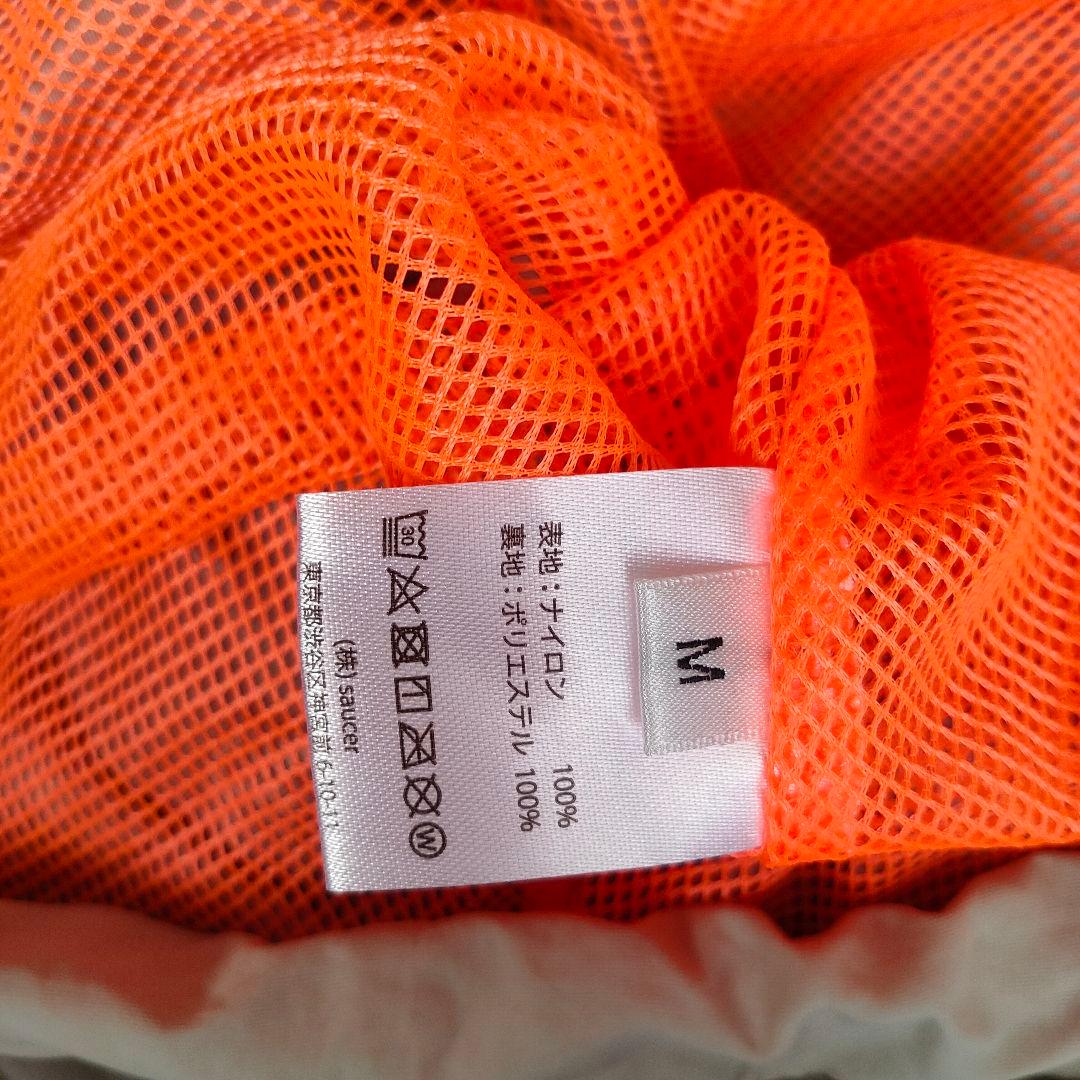 M
表地：ナイロン 100%
裏地：ポリエステル 100%
30
W
(株) saucer
東京都渋谷区神宮前 6-10-11